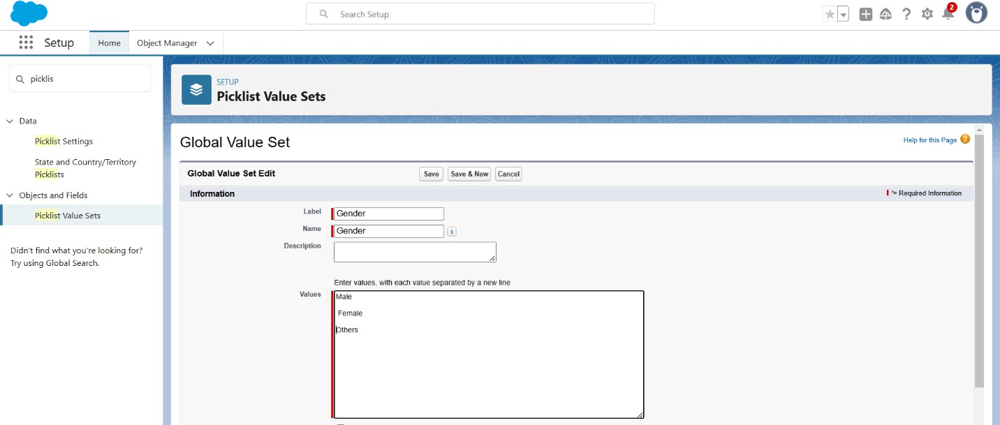 Search Setup
2
Setup
Home
Object Manager
picklis
Data
Picklist Settings
State and Country/Territory
Picklists
Objects and Fields
Picklist Value Sets
Didn't find what you're looking for?
Try using Global Search.
SETUP
Picklist Value Sets
Global Value Set
Help for this Page ?
Global Value Set Edit
Save
Save & New
Cancel
Information
*= Required Information
Label
Gender
Name
Gender
i
Description
Enter values, with each value separated by a new line
Values
Male
Female
Others